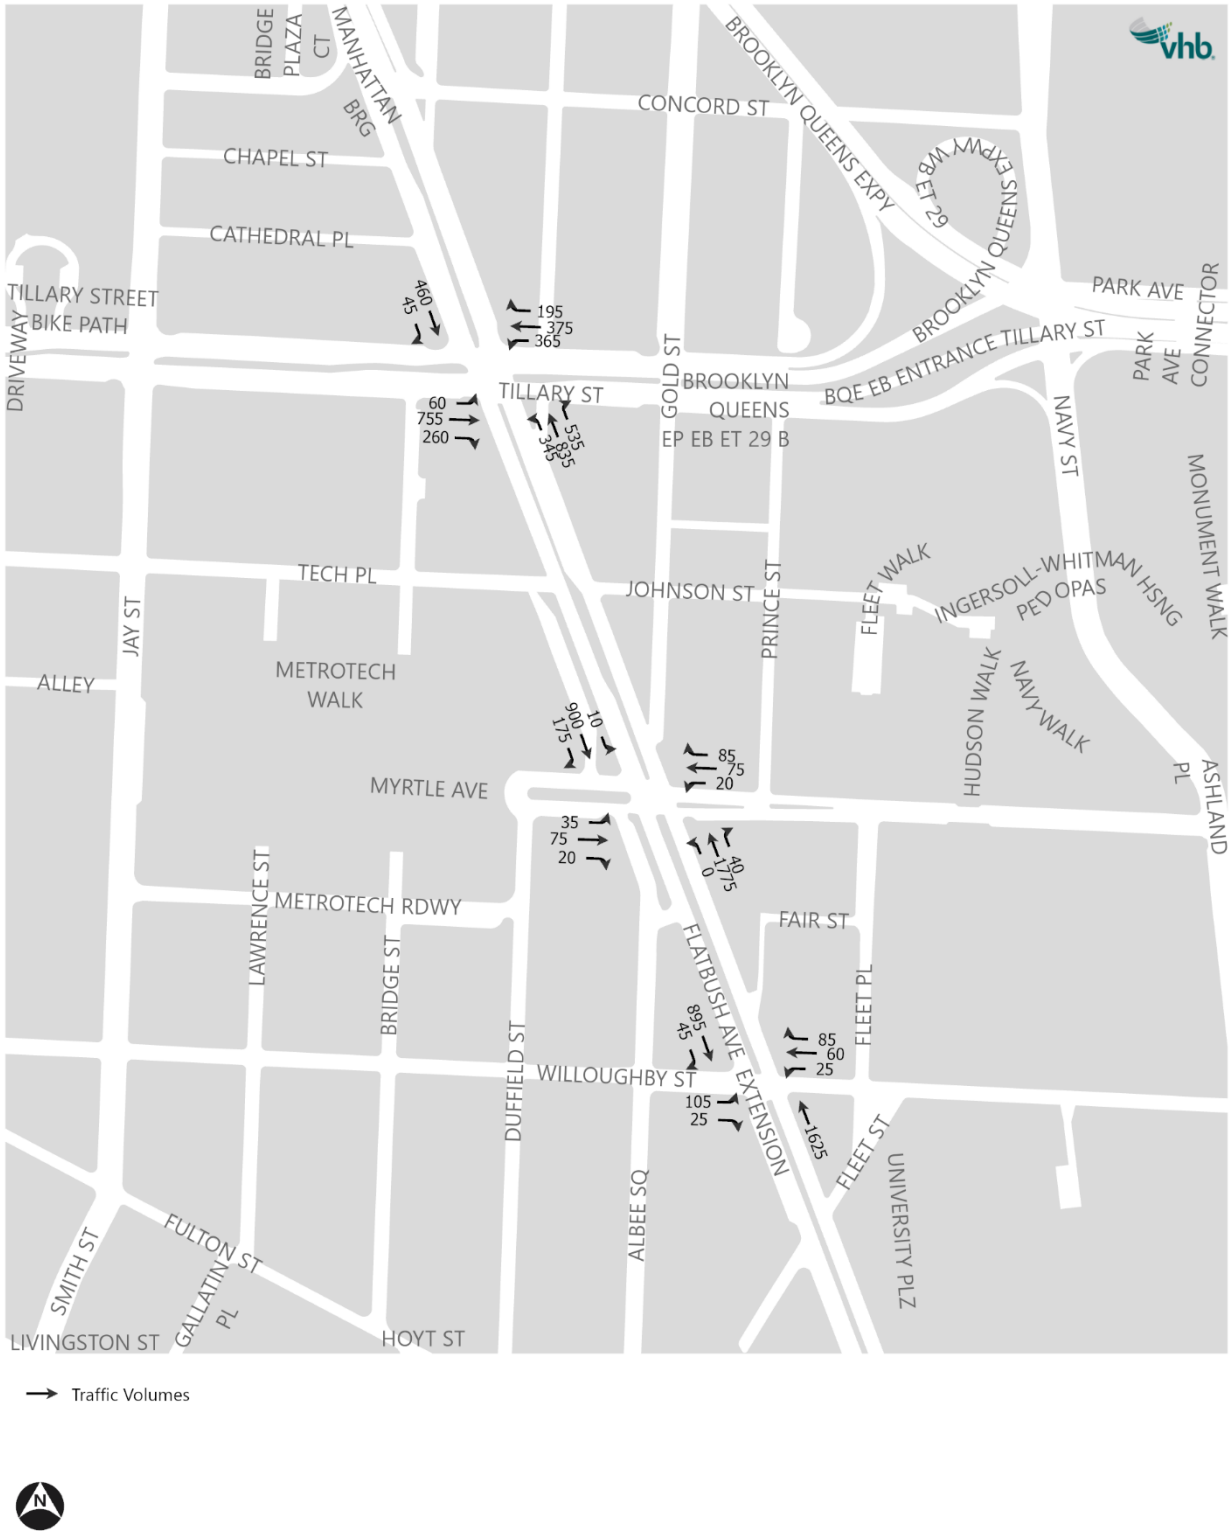 BRIDGE
PLAZA
CT
MANHATTAN
BRG
BROOKLYN QUEENS EXPY
vhb
CONCORD ST
CHAPEL ST
BROOKLYN QUEENS EXPWY WB ET 29
CATHEDRAL PL
TILLARY STREET
BIKE PATH
DRIVEWAY
460
45
195
375
365
PARK AVE
PARK
AVE
CONNECTOR
BQE EB ENTRANCE TILLARY ST
GOLD ST
TILLARY ST
BROOKLYN
QUEENS
EP EB ET 29 B
60
755
260
345
835
535
NAVY ST
MONUMENT WALK
TECH PL
JOHNSON ST
PRINCE ST
FLEET WALK
INGERSOLL-WHITMAN HSNG
PED OPAS
JAY ST
ALLEY
METROTECH
WALK
HUDSON WALK
NAVY WALK
175
900
10
85
75
20
MYRTLE AVE
ASHLAND
PL
35
75
20
0
1775
40
METROTECH RDWY
LAWRENCE ST
BRIDGE ST
FLATBUSH AVE EXTENSION
FAIR ST
FLEET PL
895
45
85
60
25
DUFFIELD ST
WILLOUGHBY ST
105
25
1625
FLEET ST
UNIVERSITY PLZ
ALBEE SQ
SMITH ST
FULTON ST
GALLATIN
PL
LIVINGSTON ST
HOYT ST
Traffic Volumes
N